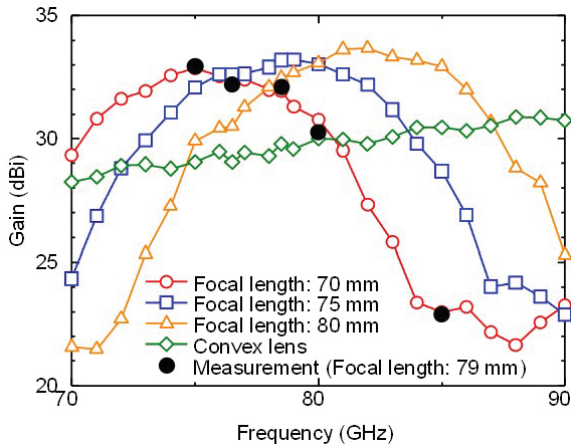 Gain (dBi)
35
30
25
20
Focal length: 70 mm
Focal length: 75 mm
Focal length: 80 mm
Convex lens
Measurement (Focal length: 79 mm)
70
80
90
Frequency (GHz)